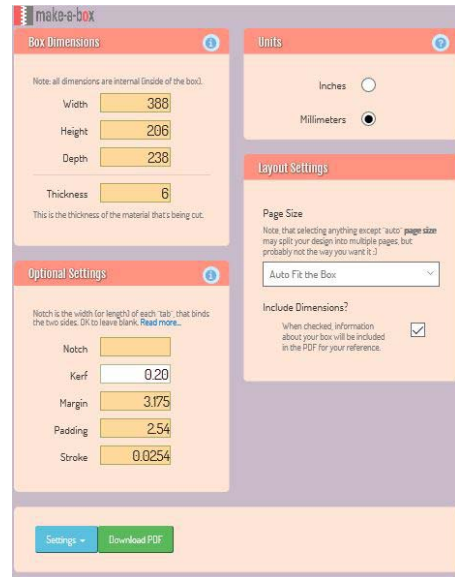 make-a-box
Box Dimensions
Note: all dimensions are internal (inside of the box).
Width 388
Height 206
Depth 238
Thickness 6
This is the thickness of the material that's being cut.
Optional Settings
Notch is the width (or length) of each "tab", that binds
the two sides. OK to leave blank. Read more...
Notch
Kerf 0.20
Margin 3.175
Padding 2.54
Stroke 0.0254
Settings
Download PDF
Units
Inches
Millimeters
Layout Settings
Page Size
Note, that selecting anything except "auto" page size
may split your design into multiple pages, but
probably not the way you want it :)
Auto Fit the Box
Include Dimensions?
When checked, information
about your box will be included
in the PDF for your reference.